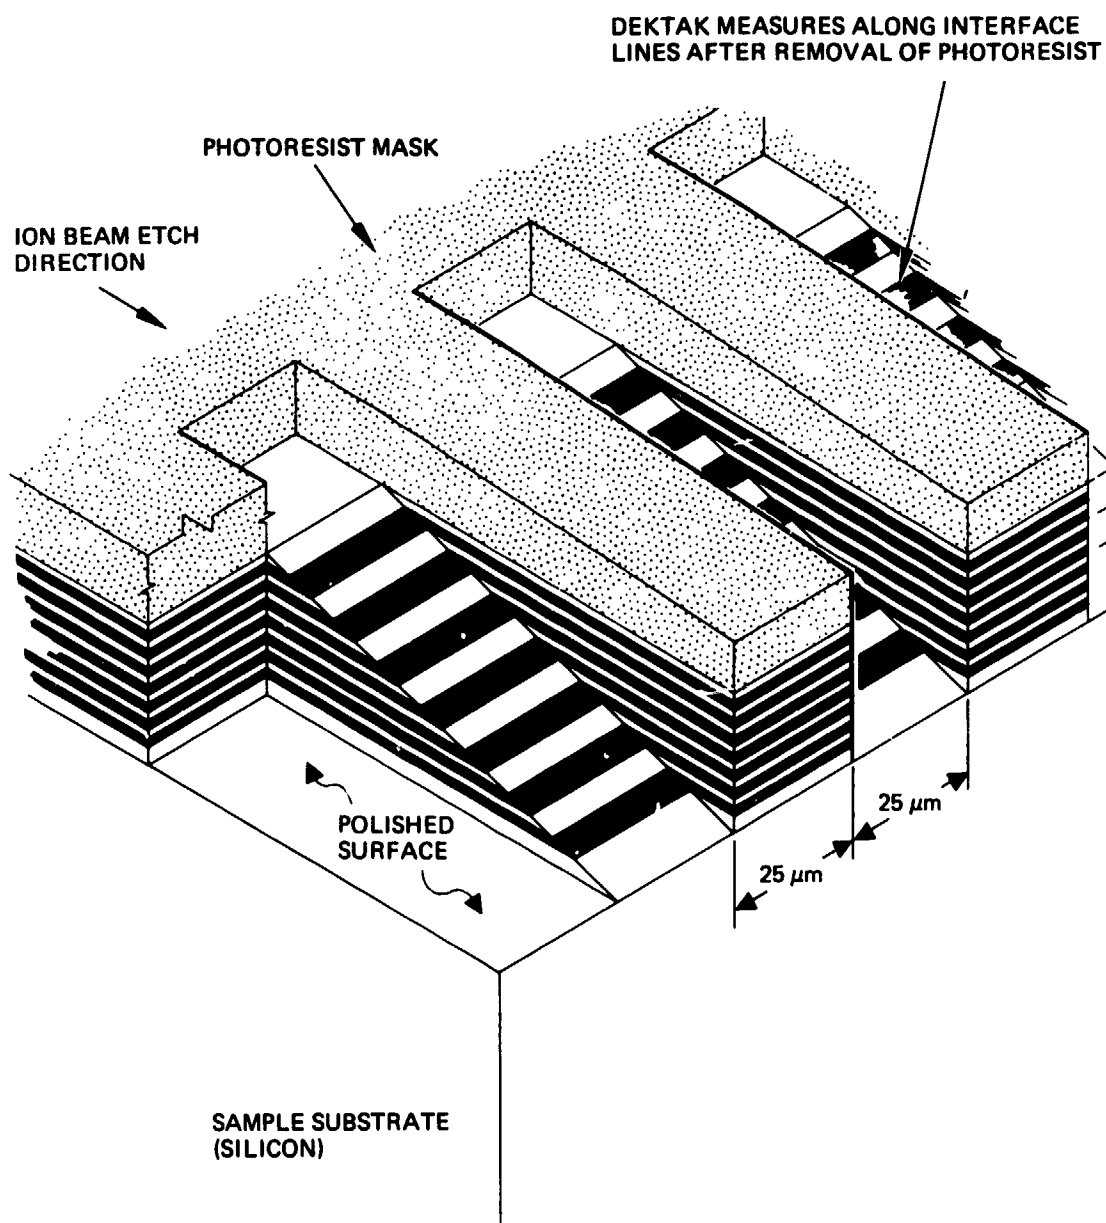 DEKTAK MEASURES ALONG INTERFACE
LINES AFTER REMOVAL OF PHOTORESIST
PHOTORESIST MASK
ION BEAM ETCH
DIRECTION
25 μm
25 μm
POLISHED
SURFACE
SAMPLE SUBSTRATE
(SILICON)